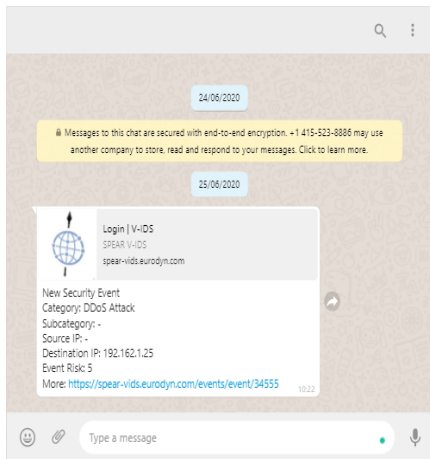 24/06/2020
Messages to this chat are secured with end-to-end encryption. +1 415-523-8886 may use
another company to store, read and respond to your messages. Click to learn more.
25/06/2020
Login | V-IDS
SPEAR V-IDS
spear-vids.eurodyn.com
New Security Event
Category: DDoS Attack
Subcategory: -
Source IP: -
Destination IP: 192.162.1.25
Event Risk: 5
More: https://spear-vids.eurodyn.com/events/event/34555
10:22
Type a message